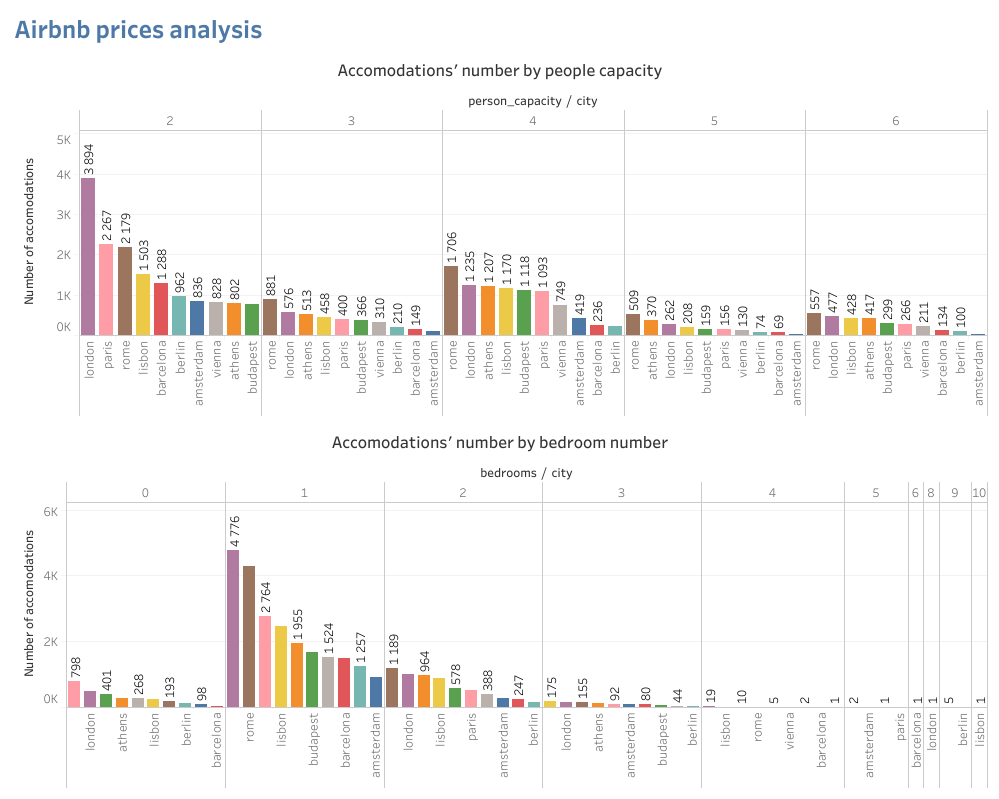 Airbnb prices analysis
Accomodations' number by people capacity
person_capacity / city
2 3 4 5 6
Number of accomodations
5K
4K
3K
2K
1K
0K
3 894 2 267 2 179 1 503 1 288 962 836 828 802
881 576 513 458 400 366 310 210 149
1 706 1 235 1 207 1 170 1 118 1 093 749 419 236
509 370 262 208 159 156 130 74 69
557 477 428 417 299 266 211 134 100
london paris rome lisbon barcelona berlin amsterdam vienna athens budapest
rome london athens lisbon paris budapest vienna berlin barcelona amsterdam
rome london athens lisbon budapest paris vienna amsterdam barcelona berlin
rome athens london lisbon budapest paris vienna berlin barcelona amsterdam
rome london lisbon athens budapest paris vienna barcelona berlin amsterdam
Accomodations' number by bedroom number
bedrooms / city
0 1 2 3 4 5 6 8 9 10
Number of accomodations
6K
4K
2K
0K
798 401 268 193 98
4 776 2 764 1 955 1 524 1 257
1 189 964 578 388 247
175 155 92 80 44
19 10 5 2 1
2 1
1
1
5
1
london athens lisbon berlin barcelona
rome lisbon budapest barcelona amsterdam
london lisbon paris amsterdam berlin
london athens amsterdam budapest berlin
lisbon rome vienna london barcelona
amsterdam paris
barcelona
london
berlin
lisbon